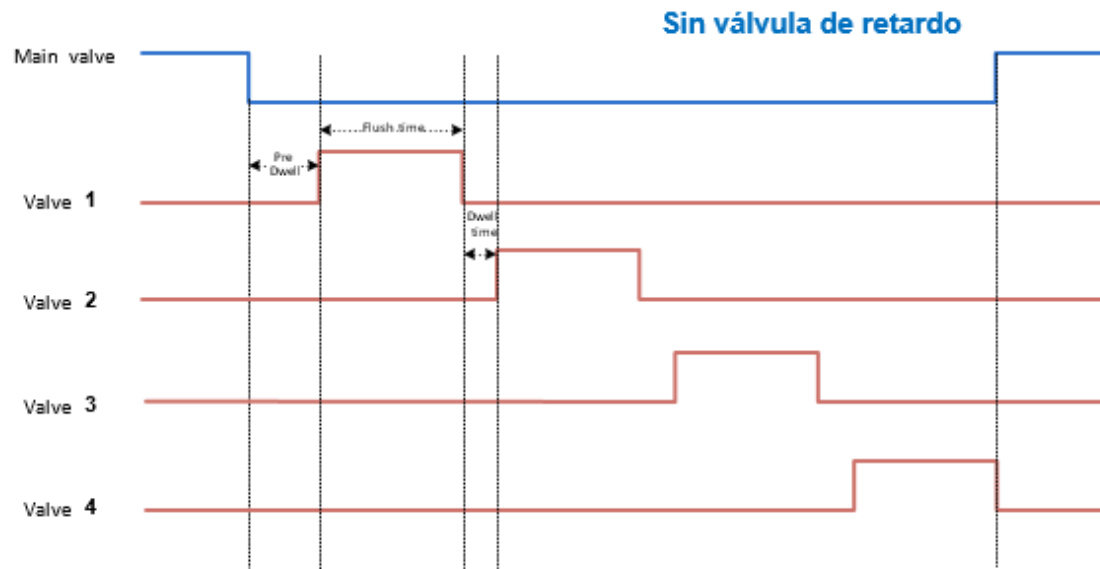 Sin válvula de retardo
Main valve
Flush time
Pre
Dwell
Valve 1
Dwell
time
Valve 2
Valve 3
Valve 4